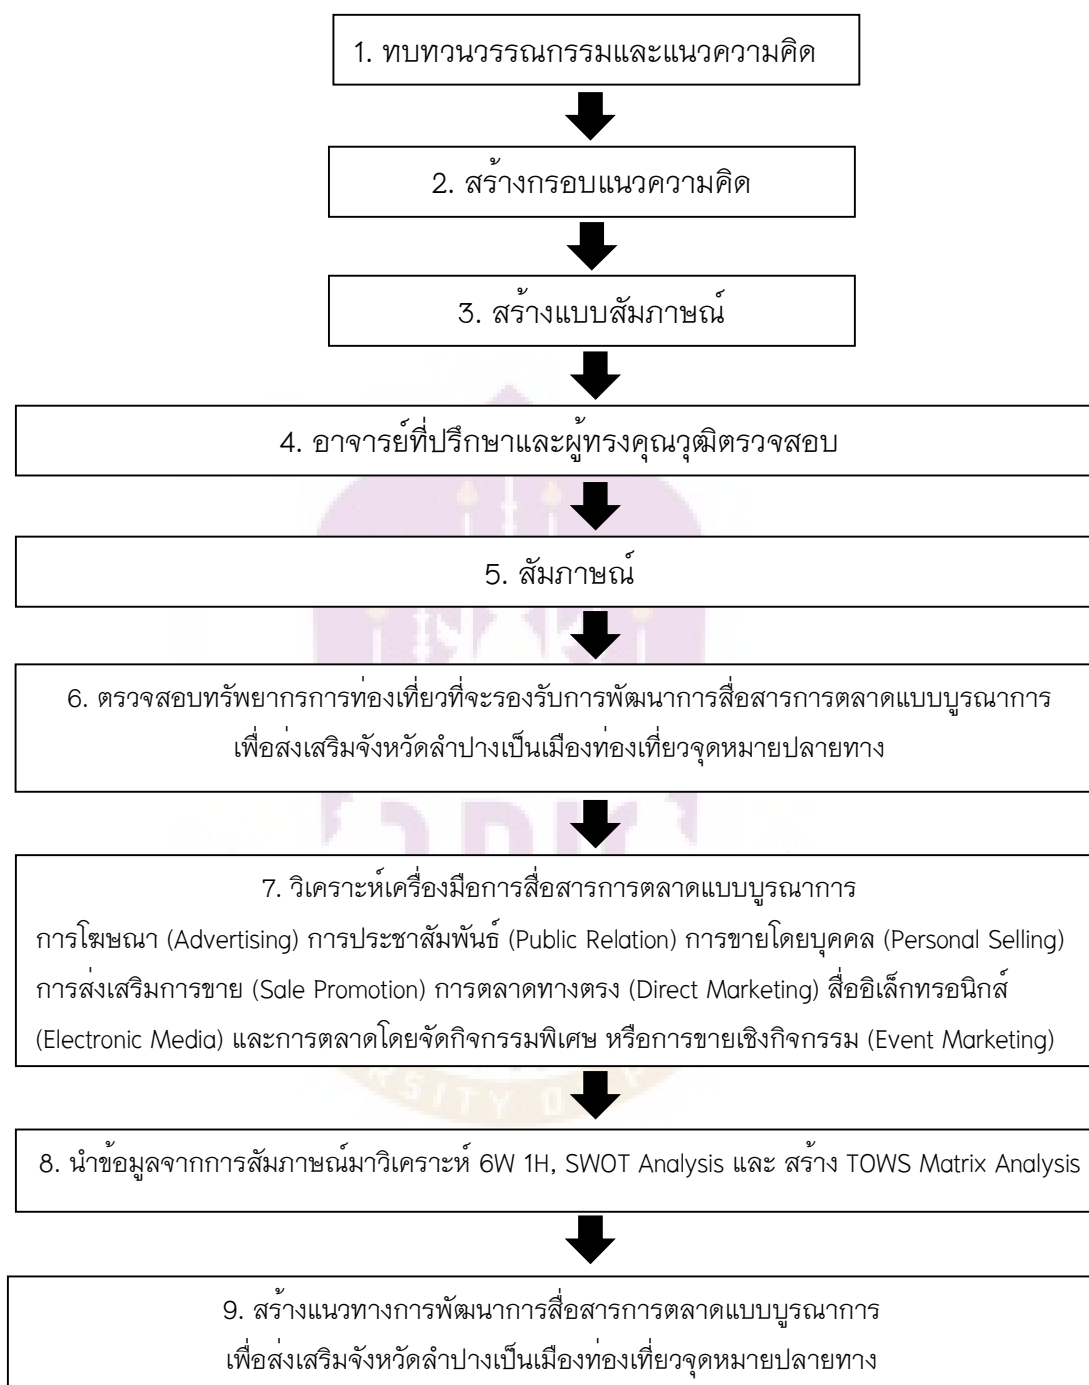 1. ทบทวนวรรณกรรมและแนวความคิด
2. สร้างกรอบแนวความคิด
3. สร้างแบบสัมภาษณ์
4. อาจารย์ที่ปรึกษาและผู้ทรงคุณวุฒิตรวจสอบ
5. สัมภาษณ์
6. ตรวจสอบทรัพยากรการท่องเที่ยวที่จะรองรับการพัฒนาการสื่อสารการตลาดแบบบูรณาการ
เพื่อส่งเสริมจังหวัดลำปางเป็นเมืองท่องเที่ยวจุดหมายปลายทาง
7. วิเคราะห์เครื่องมือการสื่อสารการตลาดแบบบูรณาการ
การโฆษณา (Advertising) การประชาสัมพันธ์ (Public Relation) การขายโดยบุคคล (Personal Selling)
การส่งเสริมการขาย (Sale Promotion) การตลาดทางตรง (Direct Marketing) สื่ออิเล็กทรอนิกส์
(Electronic Media) และการตลาดโดยจัดกิจกรรมพิเศษ หรือการขายเชิงกิจกรรม (Event Marketing)
8. นำข้อมูลจากการสัมภาษณ์มาวิเคราะห์ 6W 1H, SWOT Analysis และ สร้าง TOWS Matrix Analysis
9. สร้างแนวทางการพัฒนาการสื่อสารการตลาดแบบบูรณาการ
เพื่อส่งเสริมจังหวัดลำปางเป็นเมืองท่องเที่ยวจุดหมายปลายทาง